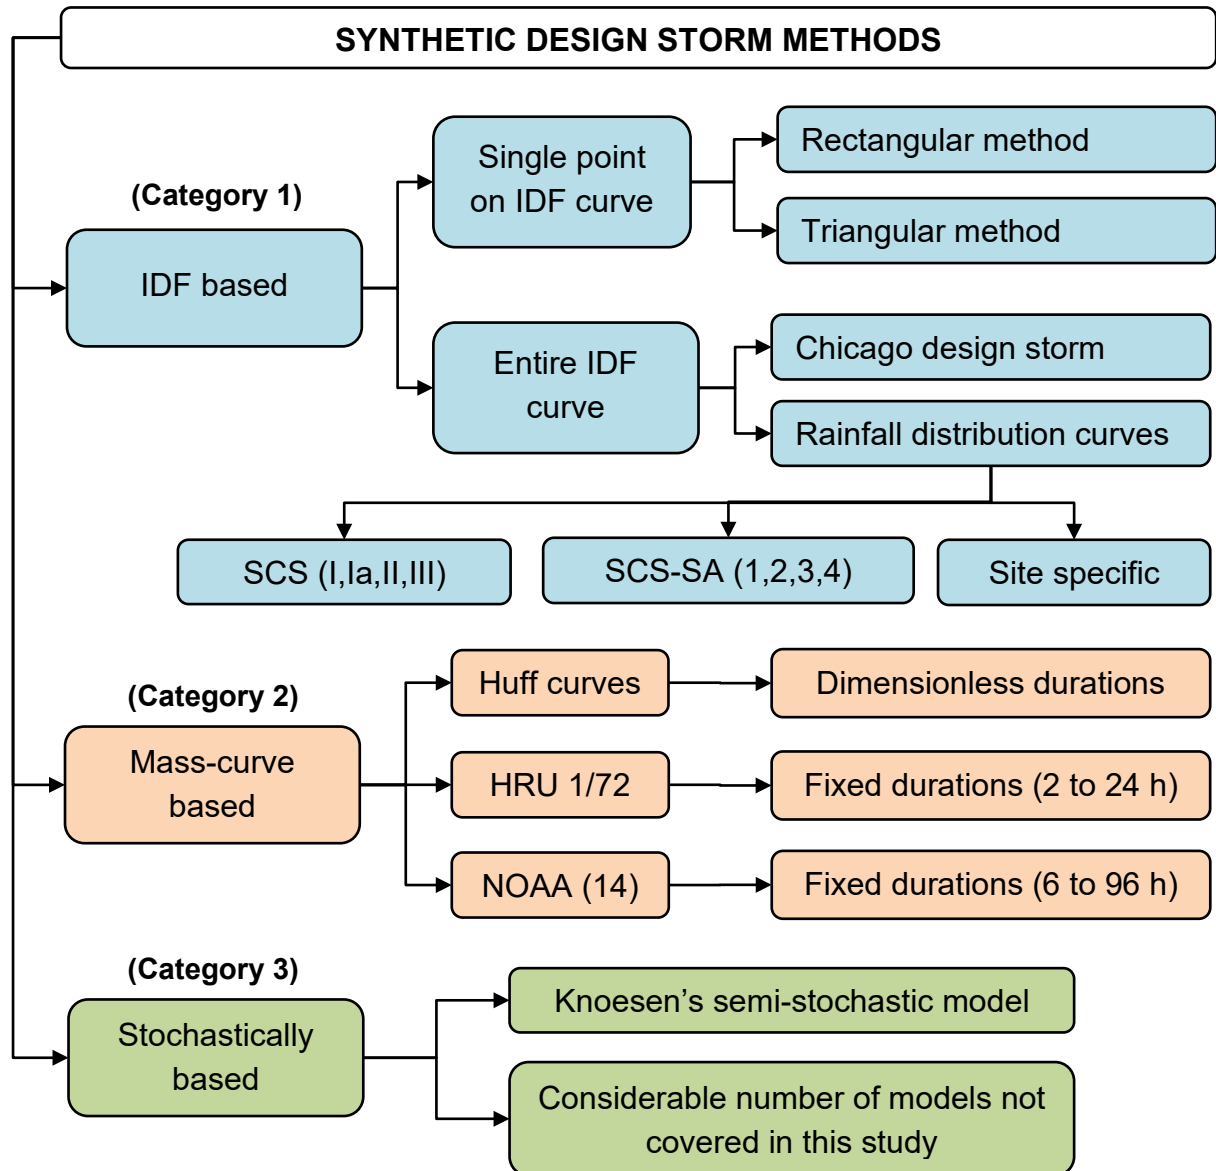 SYNTHETIC DESIGN STORM METHODS
(Category 1)
IDF based
Single point
on IDF curve
Rectangular method
Triangular method
Entire IDF
curve
Chicago design storm
Rainfall distribution curves
SCS (I,Ia,II,III)
SCS-SA (1,2,3,4)
Site specific
(Category 2)
Mass-curve
based
Huff curves
Dimensionless durations
HRU 1/72
Fixed durations (2 to 24 h)
NOAA (14)
Fixed durations (6 to 96 h)
(Category 3)
Stochastically
based
Knoesen’s semi-stochastic model
Considerable number of models not
covered in this study